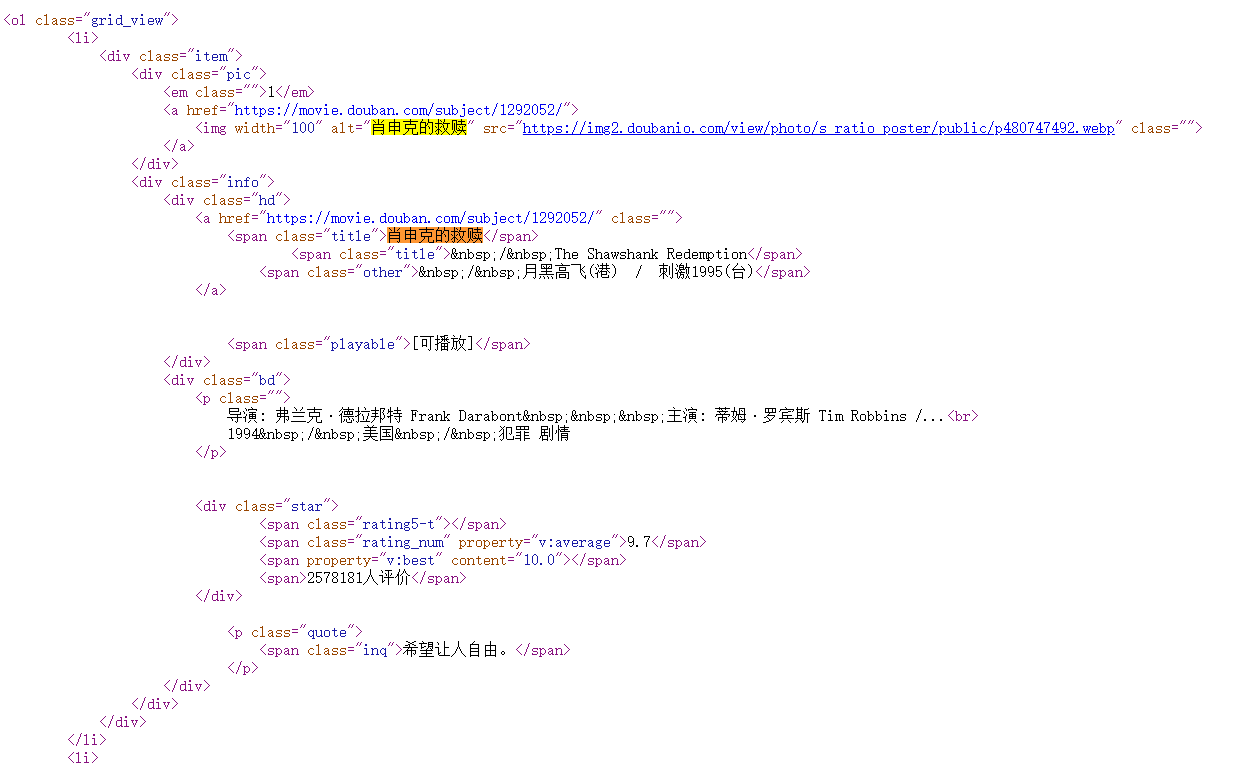 <ol class="grid_view">
<li>
<div class="item">
<div class="pic">
<em class="">1</em>
<a href="https://movie.douban.com/subject/1292052/">
<img width="100" alt="肖申克的救赎" src="https://img2.doubanio.com/view/photo/s_ratio_poster/public/p480747492.webp" class="">
</a>
</div>
<div class="info">
<div class="hd">
<a href="https://movie.douban.com/subject/1292052/" class="">
<span class="title">肖申克的救赎</span>
<span class="title">&nbsp;/&nbsp;The Shawshank Redemption</span>
<span class="other">&nbsp;/&nbsp;月黑高飞(港)  /  刺激1995(台)</span>
</a>
<span class="playable">[可播放]</span>
</div>
<div class="bd">
<p class="">
导演: 弗兰克·德拉邦特 Frank Darabont&nbsp;&nbsp;&nbsp;主演: 蒂姆·罗宾斯 Tim Robbins /...<br>
1994&nbsp;/&nbsp;美国&nbsp;/&nbsp;犯罪 剧情
</p>
<div class="star">
<span class="rating5-t"></span>
<span class="rating_num" property="v:average">9.7</span>
<span property="v:best" content="10.0"></span>
<span>2578181人评价</span>
</div>
<p class="quote">
<span class="inq">希望让人自由。</span>
</p>
</div>
</div>
</div>
</li>
<li>